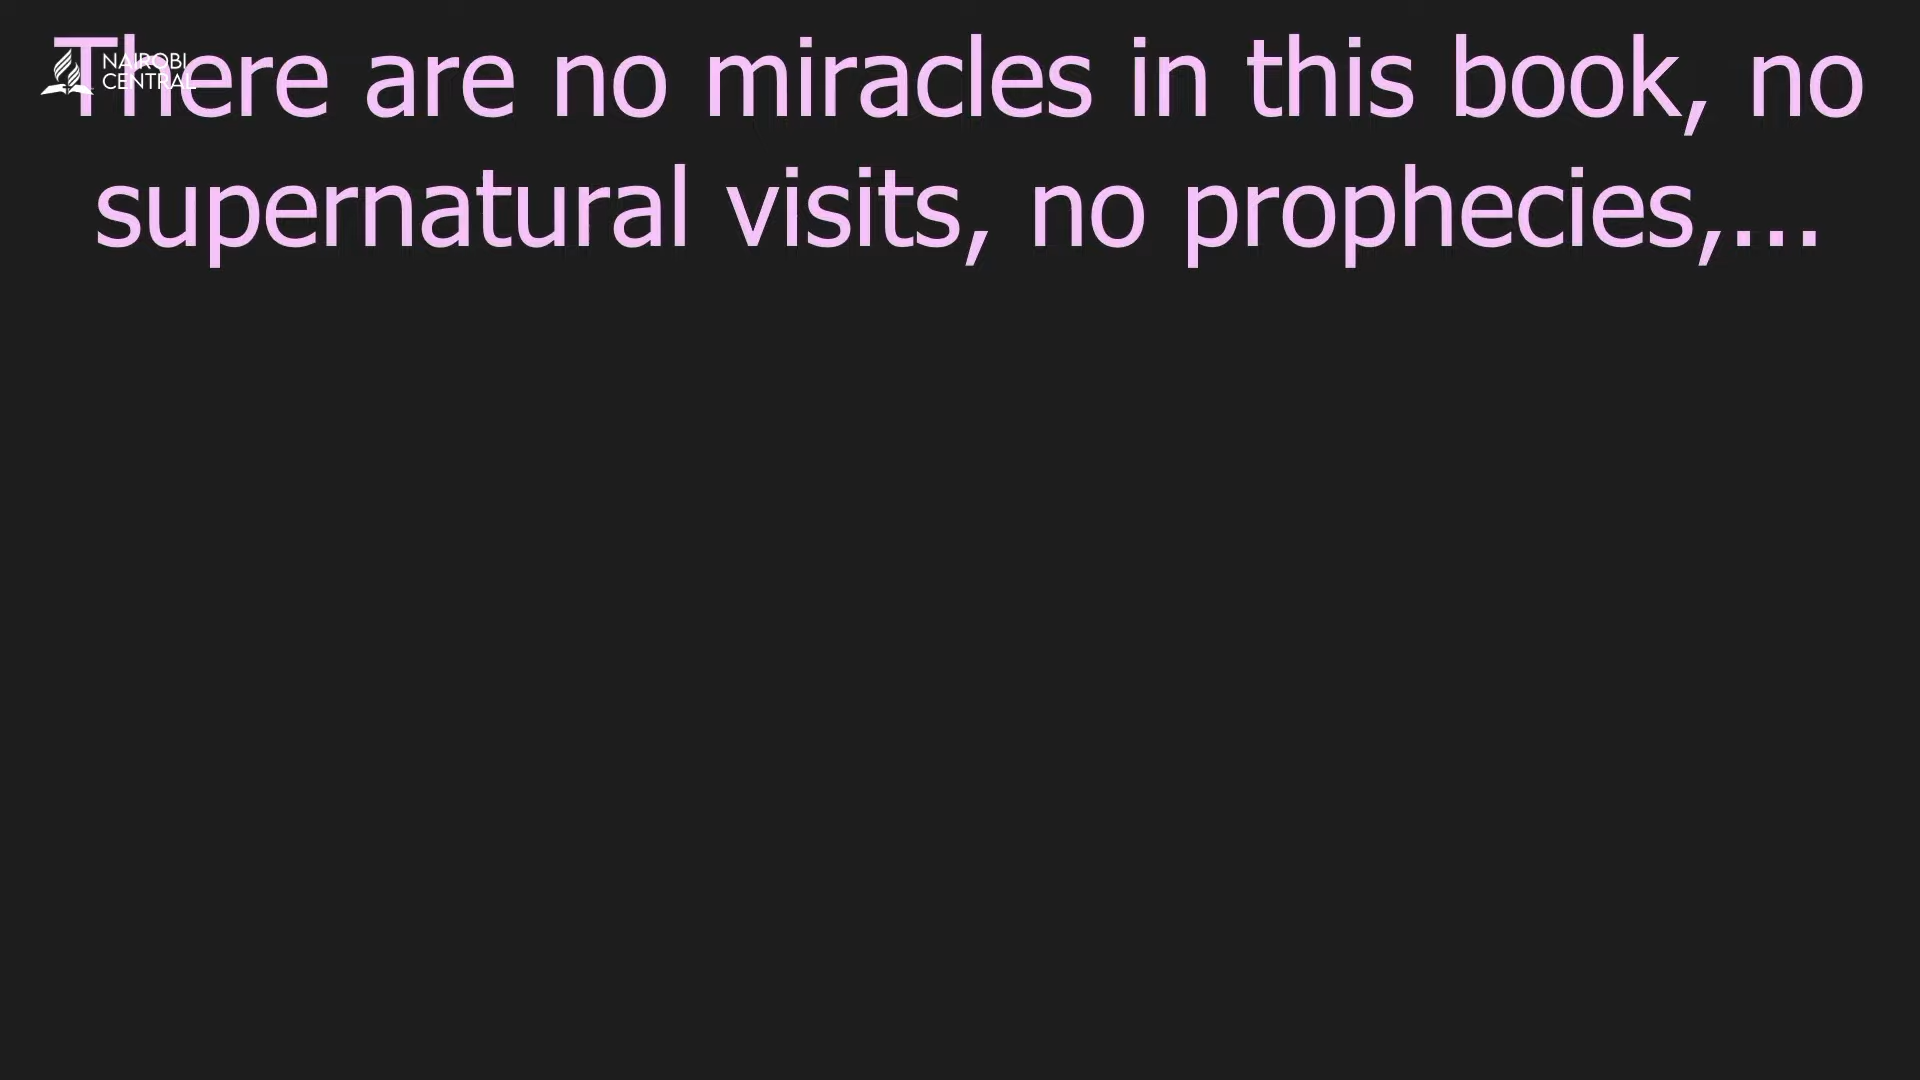 There are no miracles in this book, no
supernatural visits, no prophecies,...
NAIROBI
CENTRAL